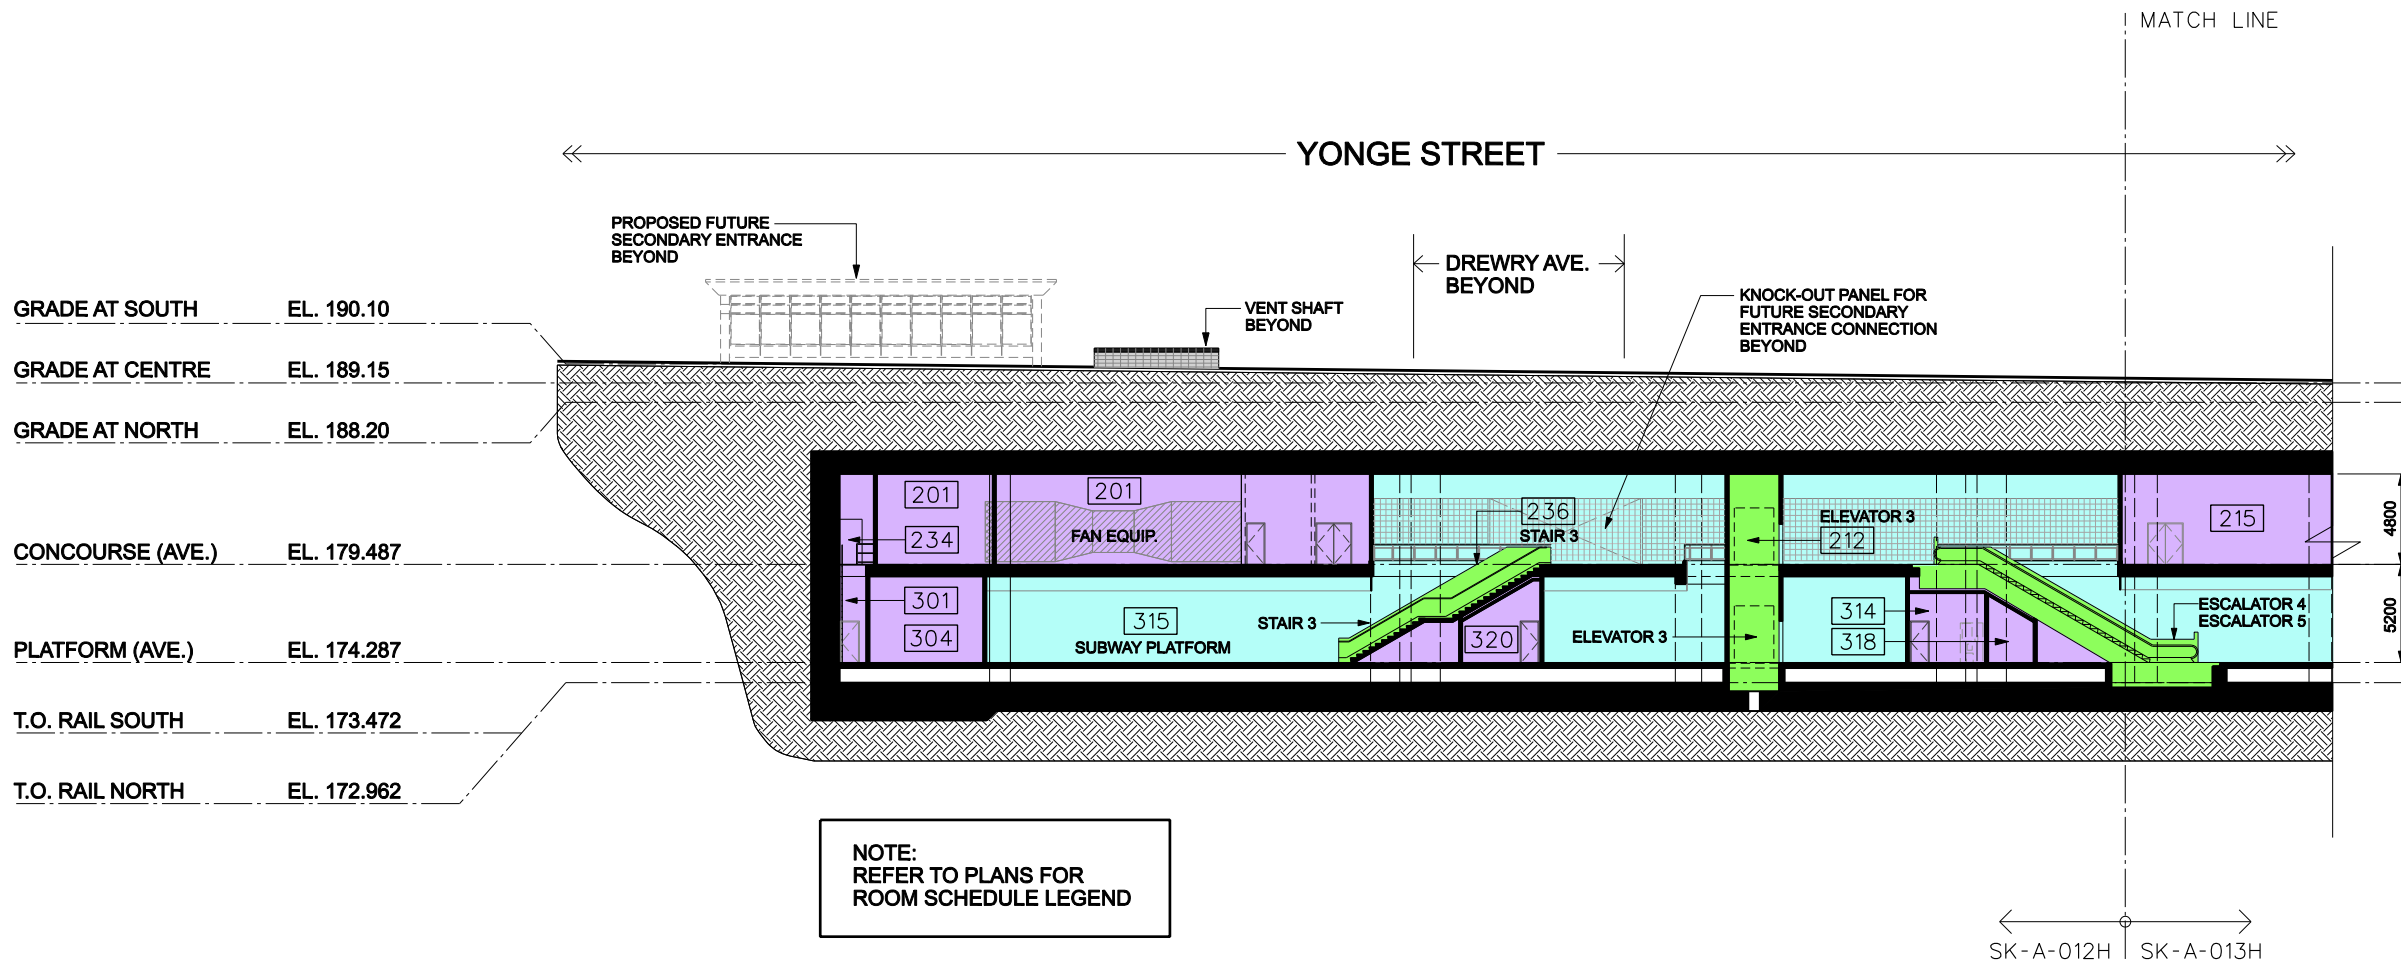 MATCH LINE
YONGE STREET
PROPOSED FUTURE
SECONDARY ENTRANCE
BEYOND
DREWRY AVE.
BEYOND
VENT SHAFT
BEYOND
KNOCK-OUT PANEL FOR
FUTURE SECONDARY
ENTRANCE CONNECTION
BEYOND
GRADE AT SOUTH EL. 190.10
GRADE AT CENTRE EL. 189.15
GRADE AT NORTH EL. 188.20
CONCOURSE (AVE.) EL. 179.487
PLATFORM (AVE.) EL. 174.287
T.O. RAIL SOUTH EL. 173.472
T.O. RAIL NORTH EL. 172.962
201
234
201
FAN EQUIP.
236
STAIR 3
ELEVATOR 3
212
215
4800
301
304
315
SUBWAY PLATFORM
STAIR 3
320
ELEVATOR 3
314
318
ESCALATOR 4
ESCALATOR 5
5200
NOTE:
REFER TO PLANS FOR
ROOM SCHEDULE LEGEND
SK-A-012H
SK-A-013H